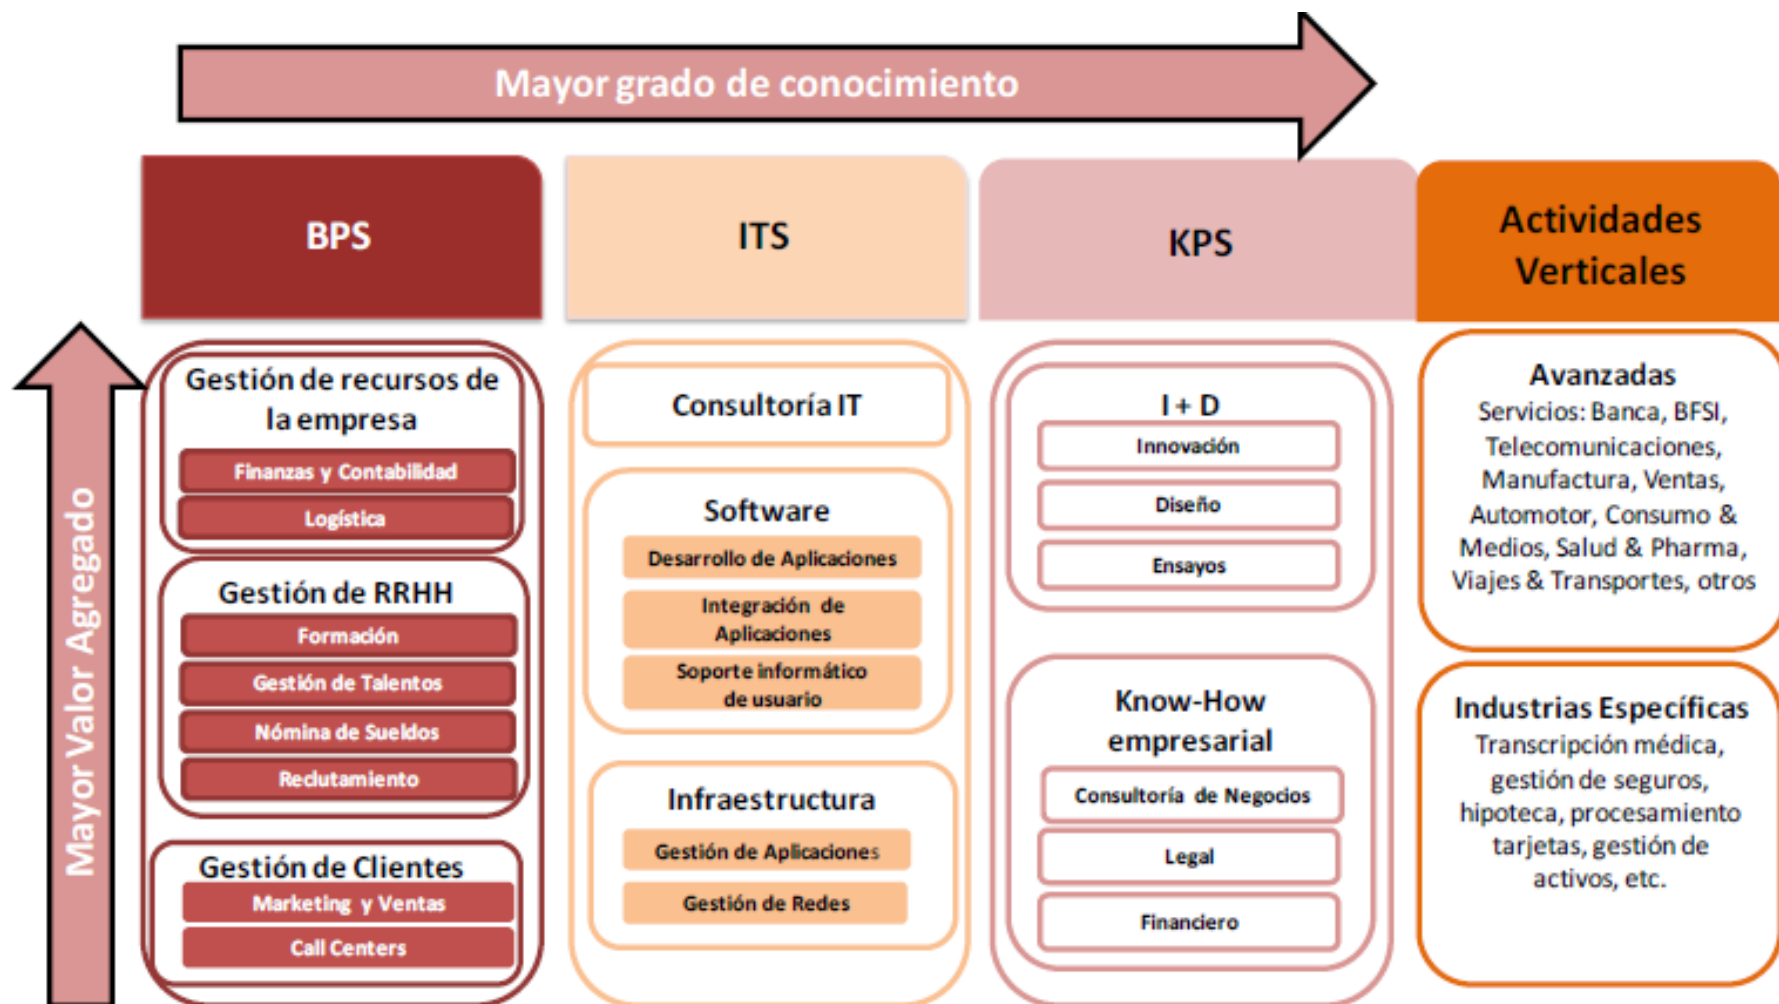 Mayor grado de conocimiento
BPS
ITS
KPS
Actividades
Verticales
Mayor Valor Agregado
Gestión de recursos de
la empresa
Finanzas y Contabilidad
Logística
Gestión de RRHH
Formación
Gestión de Talentos
Nómina de Sueldos
Reclutamiento
Gestión de Clientes
Marketing y Ventas
Call Centers
Consultoría IT
Software
Desarrollo de Aplicaciones
Integración de
Aplicaciones
Soporte informático
de usuario
Infraestructura
Gestión de Aplicaciones
Gestión de Redes
I + D
Innovación
Diseño
Ensayos
Know-How
empresarial
Consultoría de Negocios
Legal
Financiero
Avanzadas
Servicios: Banca, BFSI,
Telecomunicaciones,
Manufactura, Ventas,
Automotor, Consumo &
Medios, Salud & Pharma,
Viajes & Transportes, otros
Industrias Específicas
Transcripción médica,
gestión de seguros,
hipoteca, procesamiento
tarjetas, gestión de
activos, etc.